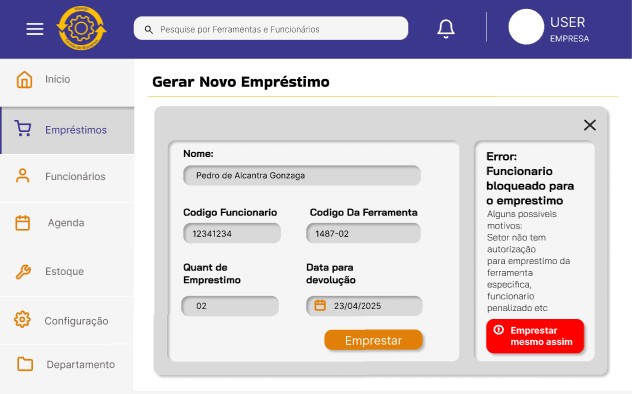 Pesquise por Ferramentas e Funcionários
USER
EMPRESA
Início
Empréstimos
Funcionários
Agenda
Estoque
Configuração
Departamento
Gerar Novo Empréstimo
Nome:
Pedro de Alcantra Gonzaga
Codigo Funcionario
Codigo Da Ferramenta
12341234
1487-02
Quant de
Emprestimo
Data para
devolução
02
23/04/2025
Emprestar
Error:
Funcionario
bloqueado para
o emprestimo
Alguns possiveis
motivos:
Setor não tem
autorização
para emprestimo da
ferramenta
especifica,
funcionario
penalizado etc
Emprestar
mesmo assim